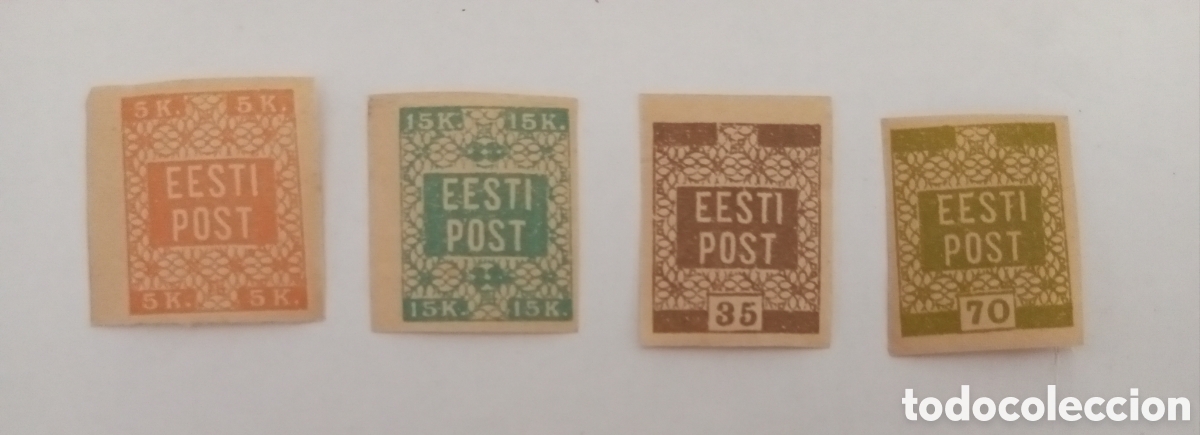 5 K. 5 K.
EESTI
POST
5 K. 5 K.
15 K. 15 K.
EESTI
POST
15 K. 15 K.
EESTI
POST
35
EESTI
POST
70
todocoleccion